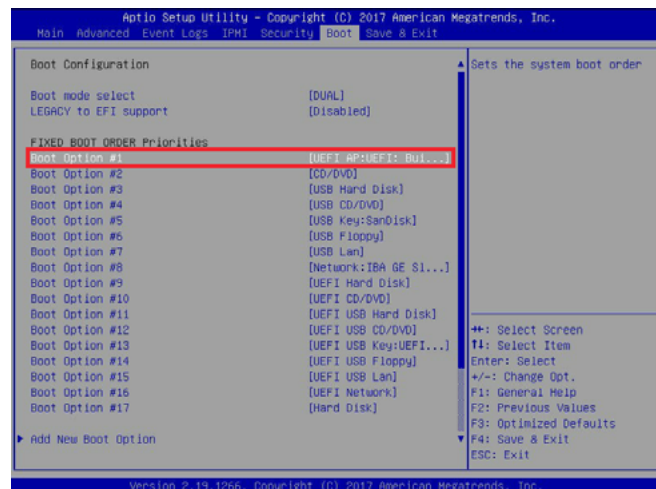 Aptio Setup Utility - Copyright (C) 2017 American Megatrends, Inc.
Main Advanced Event Logs IPMI Security Boot Save & Exit
Boot Configuration
Boot mode select [DUAL]
LEGACY to EFI support [Disabled]
FIXED BOOT ORDER Priorities
Boot Option #1 [UEFI AP:UEFI: Bui...]
Boot Option #2 [CD/DVD]
Boot Option #3 [USB Hard Disk]
Boot Option #4 [USB CD/DVD]
Boot Option #5 [USB Key:SanDisk]
Boot Option #6 [USB Floppy]
Boot Option #7 [USB Lan]
Boot Option #8 [Network:IBA GE Sl...]
Boot Option #9 [UEFI Hard Disk]
Boot Option #10 [UEFI CD/DVD]
Boot Option #11 [UEFI USB Hard Disk]
Boot Option #12 [UEFI USB CD/DVD]
Boot Option #13 [UEFI USB Key:UEFI...]
Boot Option #14 [UEFI USB Floppy]
Boot Option #15 [UEFI USB Lan]
Boot Option #16 [UEFI Network]
Boot Option #17 [Hard Disk]
Add New Boot Option
Sets the system boot order
→←: Select Screen
↑↓: Select Item
Enter: Select
+/-: Change Opt.
F1: General Help
F2: Previous Values
F3: Optimized Defaults
F4: Save & Exit
ESC: Exit
Version 2.19.1266. Copyright (C) 2017 American Megatrends, Inc.